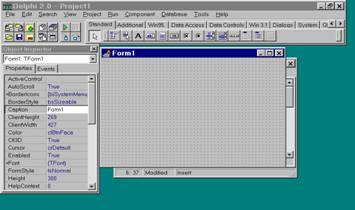 Delphi 2.0 - Project1
File Edit Search View Project Run Component Database Tools Help
Standard Additional Win95 Data Access Data Controls Win 3.1 Dialogs System
Object Inspector
Form1: TForm1
Properties Events
ActiveControl
AutoScroll True
+BorderIcons [biSystemMenu
BorderStyle bsSizeable
Caption Form1
ClientHeight 269
ClientWidth 427
Color clBtnFace
Ctl3D True
Cursor crDefault
Enabled True
+Font (TFont)
FormStyle fsNormal
Height 300
HelpContext 0
Form1
6: 37 Modified Insert